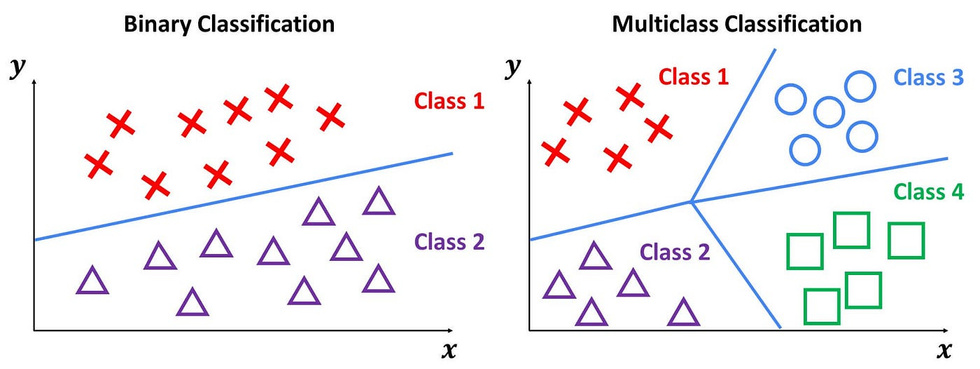 Binary Classification
y
Class 1
Class 2
x
Multiclass Classification
y
Class 1
Class 3
Class 4
Class 2
x